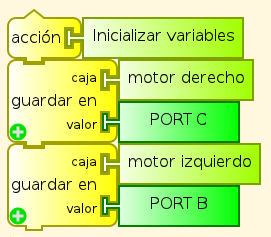 acción Inicializar variables
caja motor derecho
guardar en
valor PORT C
caja motor izquierdo
guardar en
valor PORT B